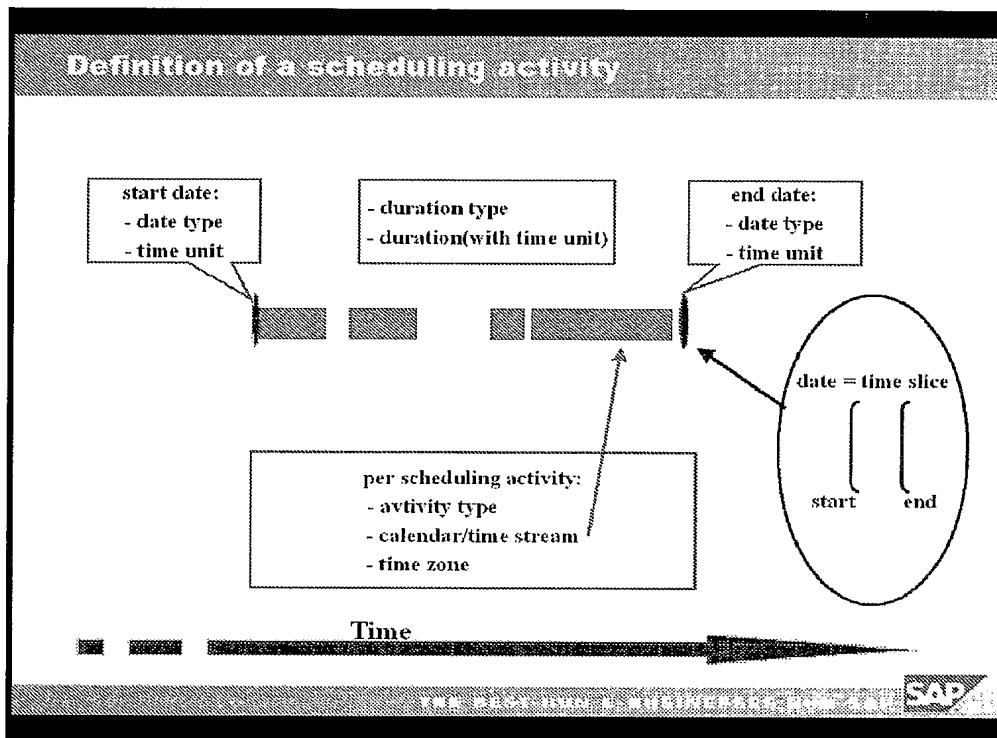 Definition of a scheduling activity
start date:
- date type
- time unit
- duration type
- duration(with time unit)
end date:
- date type
- time unit
date = time slice
start
end
per scheduling activity:
- avtivity type
- calendar/time stream
- time zone
Time
SAP